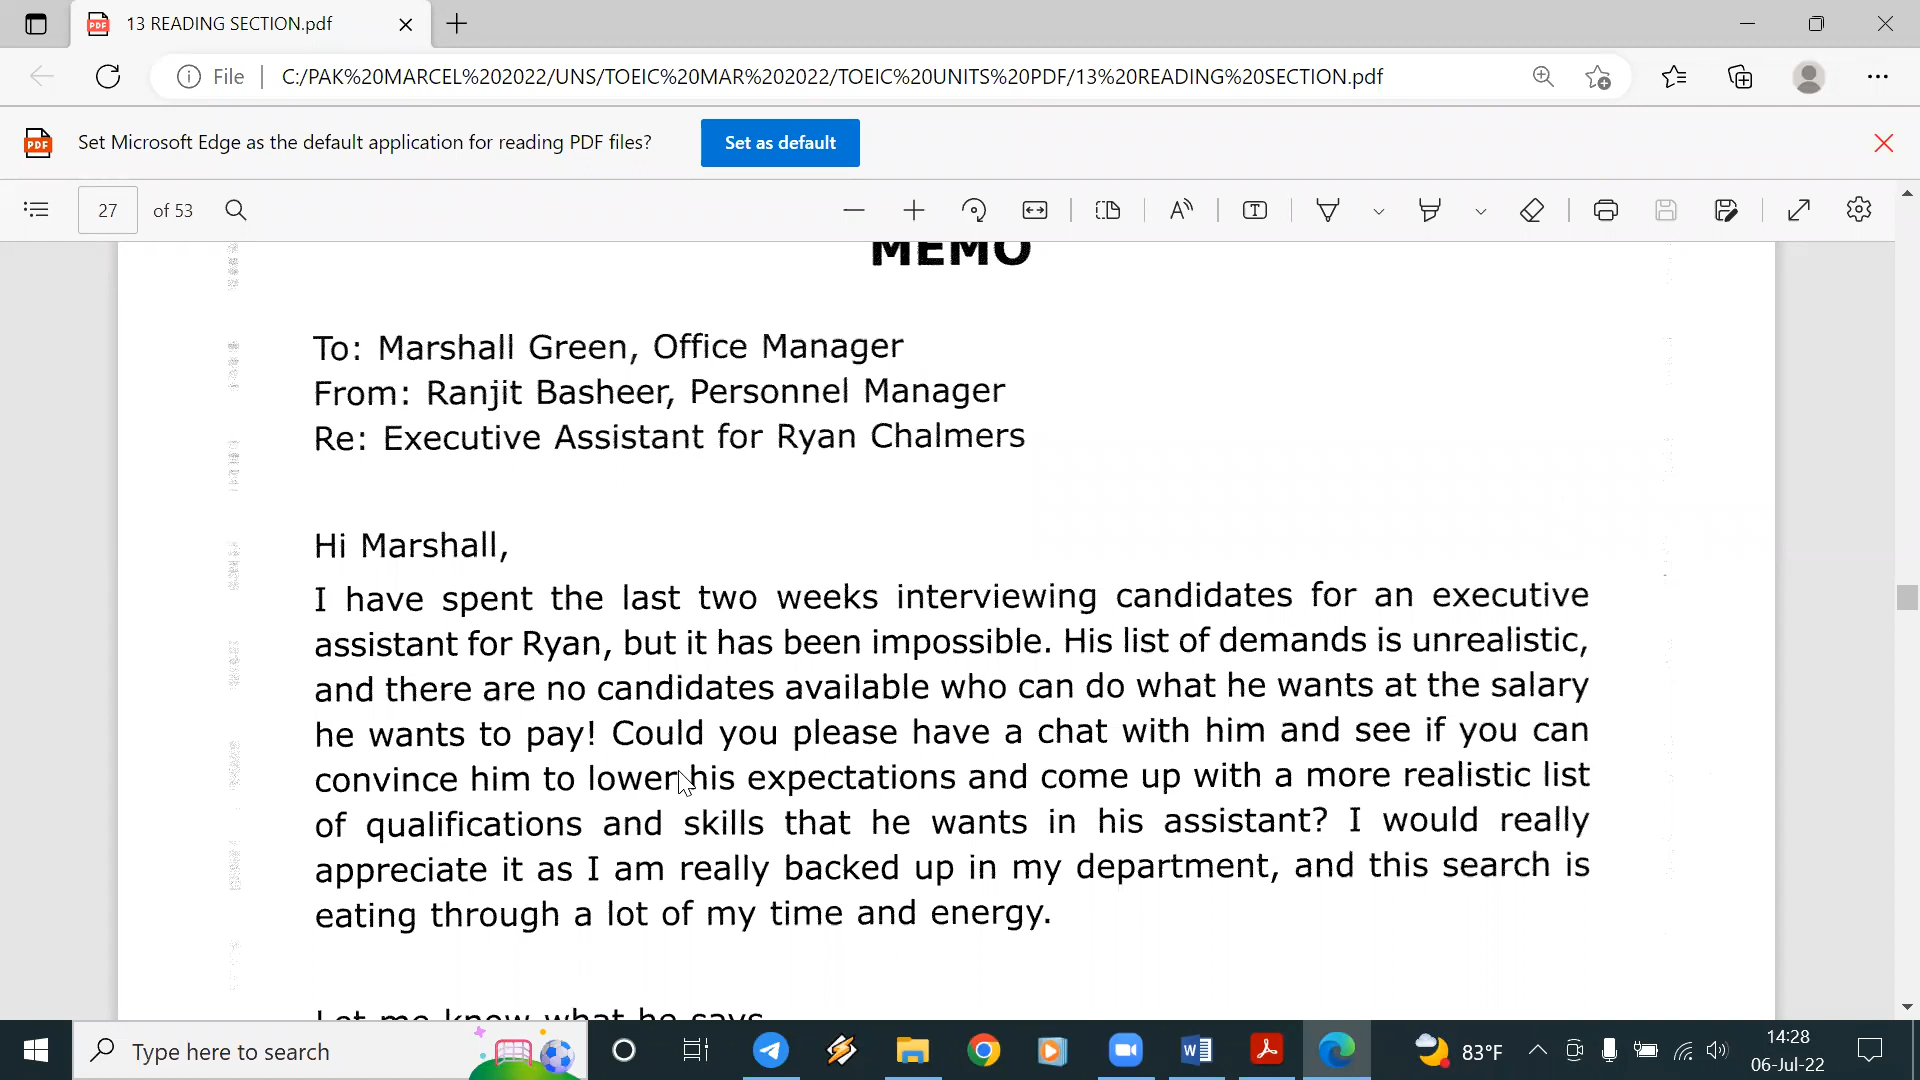 13 READING SECTION.pdf
File
C:/PAK%20MARCEL%202022/UNS/TOEIC%20MAR%202022/TOEIC%20UNITS%20PDF/13%20READING%20SECTION.pdf
Set Microsoft Edge as the default application for reading PDF files?
Set as default
27 of 53
MEMO
To: Marshall Green, Office Manager
From: Ranjit Basheer, Personnel Manager
Re: Executive Assistant for Ryan Chalmers
Hi Marshall,
I have spent the last two weeks interviewing candidates for an executive
assistant for Ryan, but it has been impossible. His list of demands is unrealistic,
and there are no candidates available who can do what he wants at the salary
he wants to pay! Could you please have a chat with him and see if you can
convince him to lower his expectations and come up with a more realistic list
of qualifications and skills that he wants in his assistant? I would really
appreciate it as I am really backed up in my department, and this search is
eating through a lot of my time and energy.
Let me know what he says
Type here to search
83°F
14:28
06-Jul-22